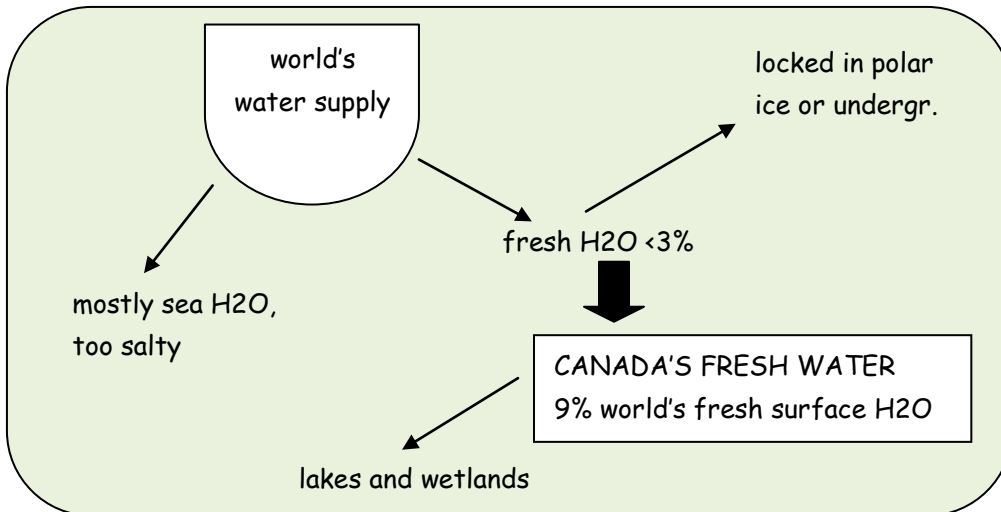 world's
water supply
locked in polar
ice or undergr.
fresh H2O <3%
mostly sea H2O,
too salty
CANADA'S FRESH WATER
9% world's fresh surface H2O
lakes and wetlands